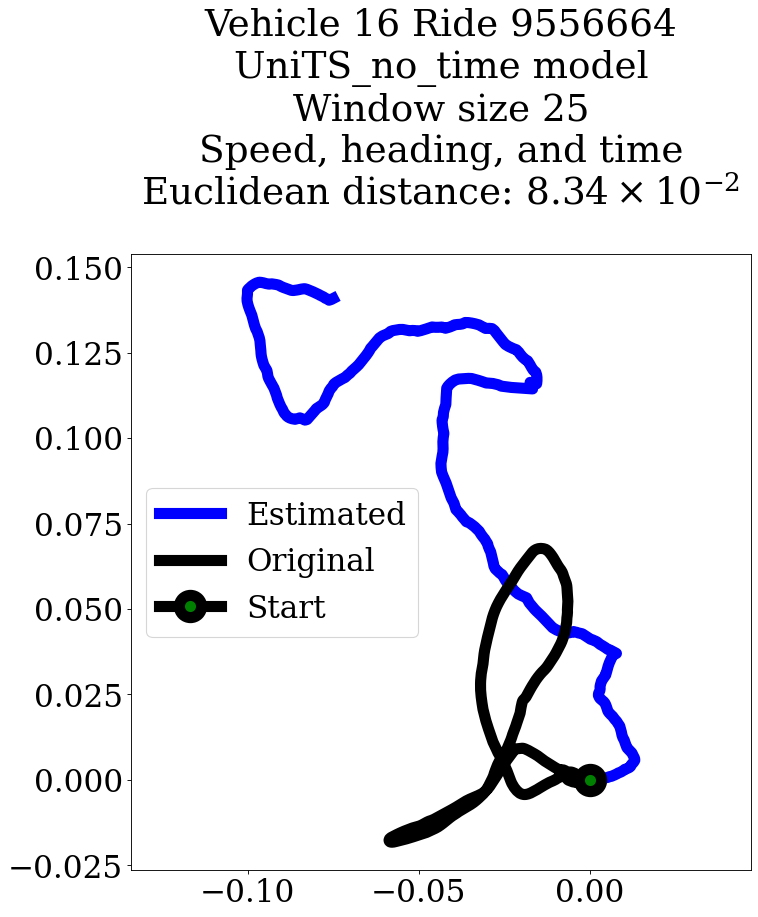 Vehicle 16 Ride 9556664
UniTS_no_time model
Window size 25
Speed, heading, and time
Euclidean distance: 8.34 × 10⁻²
0.150
0.125
0.100
0.075
0.050
0.025
0.000
−0.025
Estimated
Original
Start
−0.10
−0.05
0.00